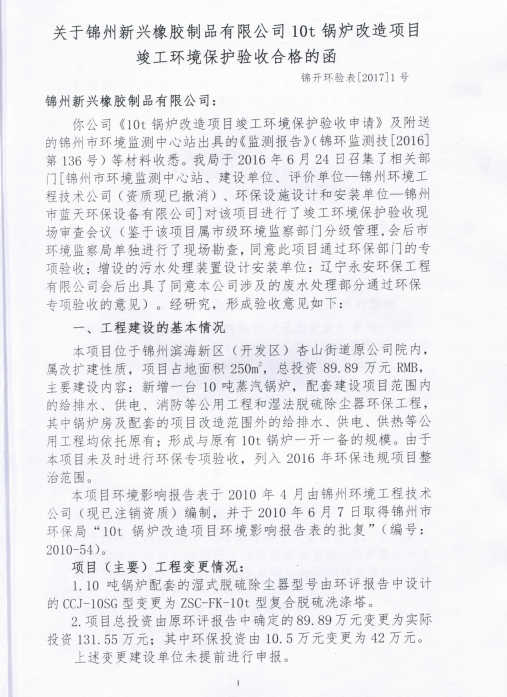 关于锦州新兴橡胶制品有限公司 10t 锅炉改造项目
竣工环境保护验收合格的函
锦开环验表[2017]1 号
锦州新兴橡胶制品有限公司：
你公司《10t 锅炉改造项目竣工环境保护验收申请》及附送
的锦州市环境监测中心站出具的《监测报告》(锦环监测技[2016]
第 136 号）等材料收悉。我局于 2016 年 6 月 24 日召集了相关部
门[锦州市环境监测中心站、建设单位、评价单位—锦州环境工
程技术公司（资质现已撤消）、环保设施设计和安装单位—锦州
市蓝天环保设备有限公司]对该项目进行了竣工环境保护验收现
场审查会议（鉴于该项目属市级环境监察部门分级管理,会后市
环境监察局单独进行了现场勘查,同意此项目通过环保部门的专
项验收；增设的污水处理装置设计安装单位：辽宁永安环保工程
有限公司会后出具了同意本公司涉及的废水处理部分通过环保
专项验收的意见）。经研究，形成验收意见如下：
一、工程建设的基本情况
本项目位于锦州滨海新区（开发区）杏山街道原公司院内，
属改扩建性质，项目占地面积 250㎡，总投资 89.89 万元 RMB，
主要建设内容：新增一台 10 吨蒸汽锅炉，配套建设项目范围内
的给排水、供电、消防等公用工程和湿法脱硫除尘器环保工程，
其中锅炉房及配套的项目改造范围外的给排水、供电、供热等公
用工程均依托原有；形成与原有 10t 锅炉一开一备的规模。由于
本项目未及时进行环保专项验收，列入 2016 年环保违规项目整
治范围。
本项目环境影响报告表于 2010 年 4 月由锦州环境工程技术
公司（现已注销资质）编制，并于 2010 年 6 月 7 日取得锦州市
环保局“10t 锅炉改造项目环境影响报告表的批复”（编号：
2010-54）。
项目（主要）工程变更情况：
1.10 吨锅炉配套的湿式脱硫除尘器型号由环评报告中设计
的 CCJ-10SG 型变更为 ZSC-FK-10t 型复合脱硫洗涤塔。
2.项目总投资由原环评报告中确定的 89.89 万元变更为实际
投资 131.55 万元；其中环保投资由 10.5 万元变更为 42 万元。
上述变更建设单位未提前进行申报。
1